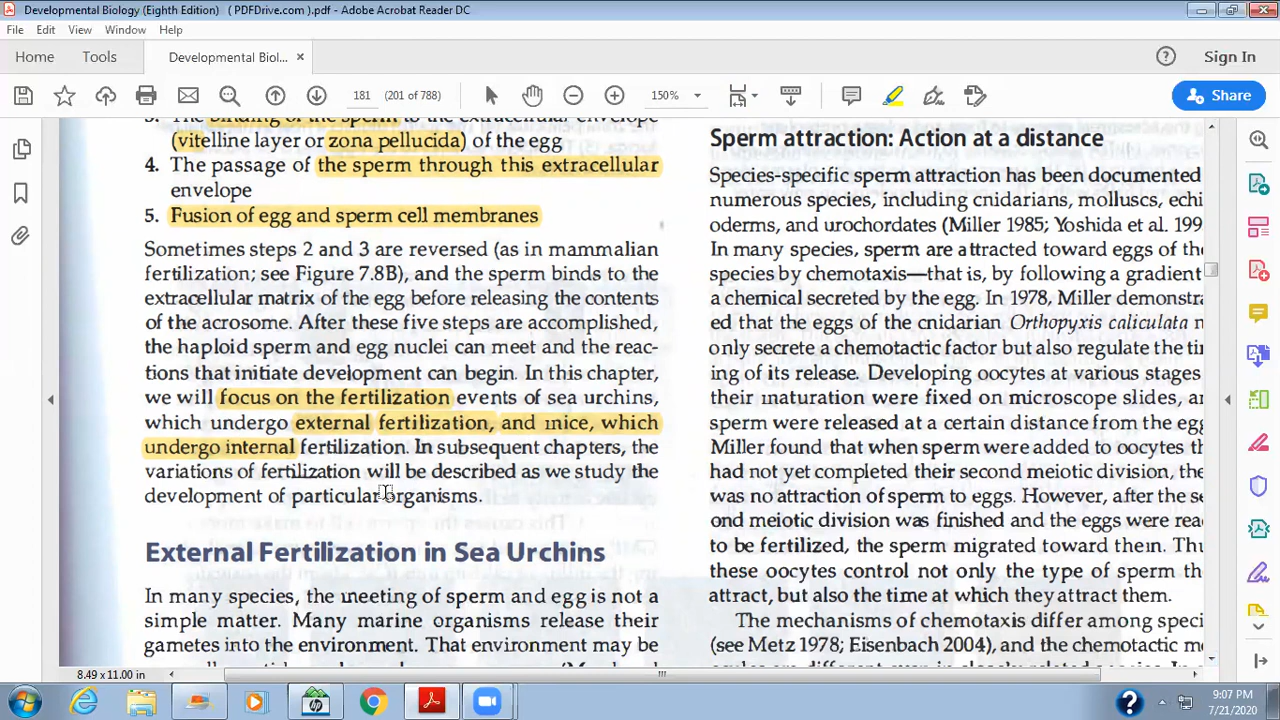 Developmental Biology (Eighth Edition) ( PDFDrive.com ).pdf - Adobe Acrobat Reader DC
File Edit View Window Help
Home Tools Developmental Biol... ×
Sign In
181 (201 of 788)
150%
Share
3. The binding of the sperm to the extracellular envelope
(vitelline layer or zona pellucida) of the egg
4. The passage of the sperm through this extracellular
envelope
5. Fusion of egg and sperm cell membranes
Sometimes steps 2 and 3 are reversed (as in mammalian
fertilization; see Figure 7.8B), and the sperm binds to the
extracellular matrix of the egg before releasing the contents
of the acrosome. After these five steps are accomplished,
the haploid sperm and egg nuclei can meet and the reac-
tions that initiate development can begin. In this chapter,
we will focus on the fertilization events of sea urchins,
which undergo external fertilization, and mice, which
undergo internal fertilization. In subsequent chapters, the
variations of fertilization will be described as we study the
development of particular organisms.
External Fertilization in Sea Urchins
In many species, the meeting of sperm and egg is not a
simple matter. Many marine organisms release their
gametes into the environment. That environment may be
Sperm attraction: Action at a distance
Species-specific sperm attraction has been documented
numerous species, including cnidarians, molluscs, echi
oderms, and urochordates (Miller 1985; Yoshida et al. 199
In many species, sperm are attracted toward eggs of the
species by chemotaxis—that is, by following a gradient
a chemical secreted by the egg. In 1978, Miller demonstra
ed that the eggs of the cnidarian Orthopyxis caliculata n
only secrete a chemotactic factor but also regulate the tim
ing of its release. Developing oocytes at various stages
their maturation were fixed on microscope slides, an
sperm were released at a certain distance from the egg
Miller found that when sperm were added to oocytes th
had not yet completed their second meiotic division, the
was no attraction of sperm to eggs. However, after the se
ond meiotic division was finished and the eggs were rea
to be fertilized, the sperm migrated toward them. Thu
these oocytes control not only the type of sperm the
attract, but also the time at which they attract them.
The mechanisms of chemotaxis differ among speci
(see Metz 1978; Eisenbach 2004), and the chemotactic m
8.49 x 11.00 in
9:07 PM
7/21/2020